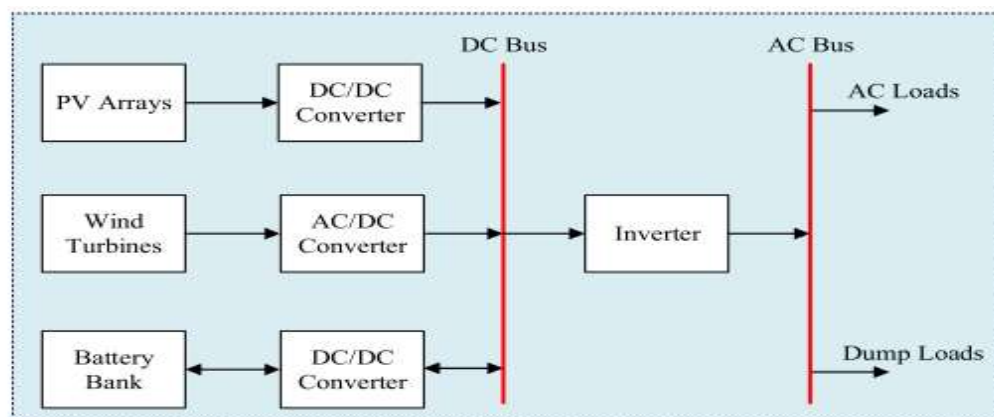 DC Bus
AC Bus
PV Arrays
DC/DC
Converter
AC Loads
Wind
Turbines
AC/DC
Converter
Inverter
Battery
Bank
DC/DC
Converter
Dump Loads